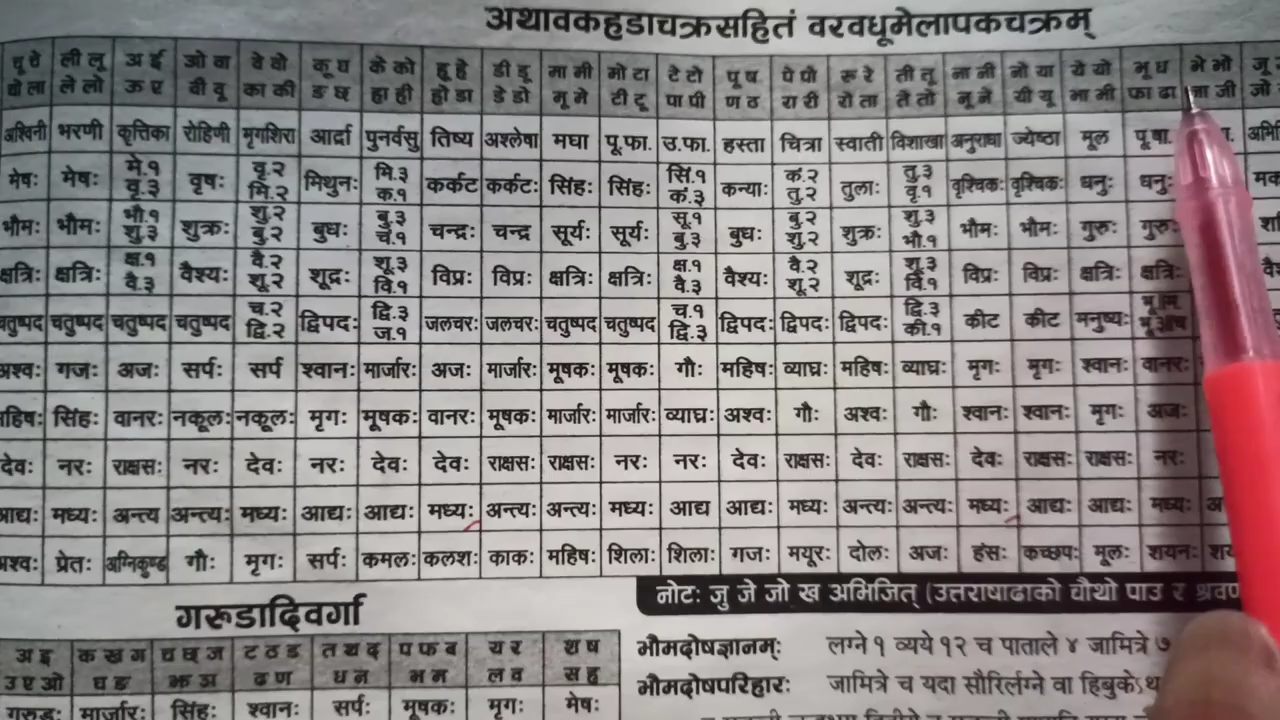 अथावकहडाचक्रसहितं वरवधूमेलापकचक्रम्
चू चे ली लू अ ई ओ वा वे वो कू घ के को हू हे डी डू मा मी मो टा टे टो पू ष पे पो रू रे ती तू ना नी नो या ये यो भू ध भे भो जू
चो ला ले लो ऊ ए वी वू का की ङ छ हा ही हो डा डे डो मू मे टी टू पा पी ण ठ रा री रो ता ते तो नू ने यी यू भा भी फा ढा जा जी जो
अश्विनी भरणी कृत्तिका रोहिणी मृगशिरा आर्द्रा पुनर्वसु तिष्य अश्लेषा मघा पू.फा. उ.फा. हस्ता चित्रा स्वाती विशाखा अनुराधा ज्येष्ठा मूल पू.षा.
मेषः मेषः मे.१ वृ.३ वृषः वृ.२ मि.२ मिथुनः मि.३ क.१ कर्कट कर्कटः सिंहः सिंहः सिं.१ कं.३ कन्याः कं.२ तु.२ तुलाः तु.३ वृ.१ वृश्चिकः वृश्चिकः धनुः धनुः मक
भौमः भौमः भौ.१ शु.३ शुक्रः शु.२ बु.२ बुधः बु.३ चं.१ चन्द्रः चन्द्र सूर्यः सूर्यः सू.१ बु.३ बुधः बु.२ शु.२ शुक्रः शु.३ भौ.१ भौमः भौमः गुरुः गुरुः
क्षत्रिः क्षत्रिः क्ष.१ वै.३ वैश्यः वै.२ शू.२ शूद्रः शू.३ वि.१ विप्रः विप्रः क्षत्रिः क्षत्रिः क्ष.१ वै.३ वैश्यः वै.२ शू.२ शूद्रः शू.३ वि.१ विप्रः विप्रः क्षत्रिः क्षत्रिः
चतुष्पद चतुष्पद चतुष्पद चतुष्पद च.२ द्वि.२ द्विपदः द्वि.३ ज.१ जलचरः जलचरः चतुष्पद चतुष्पद च.१ द्वि.३ द्विपदः द्विपदः द्विपदः द्वि.३ की.१ कीट कीट मनुष्यः
अश्वः गजः अजः सर्पः सर्प श्वानः मार्जारः अजः मार्जारः मूषकः मूषकः गौः महिषः व्याघ्रः महिषः व्याघ्रः मृगः मृगः श्वानः वानरः
महिषः सिंहः वानरः नकूलः नकूलः मृगः मूषकः वानरः मूषकः मार्जारः मार्जारः व्याघ्रः अश्वः गौः अश्वः गौः श्वानः श्वानः मृगः अजः
देवः नरः राक्षसः नरः देवः नरः देवः देवः राक्षसः राक्षसः नरः नरः देवः राक्षसः देवः राक्षसः देवः राक्षसः राक्षसः नरः
आद्यः मध्यः अन्त्य अन्त्यः मध्यः आद्यः आद्यः मध्यः अन्त्यः अन्त्यः मध्यः आद्य आद्यः मध्यः अन्त्यः अन्त्यः मध्यः आद्यः आद्यः मध्यः
अश्वः प्रेतः अग्निकुण्ड गौः मृगः सर्पः कमलः कलशः काकः महिषः शिलाः शिलाः गजः मयूरः दोलः अजः हंसः कच्छपः मूलः शयनः
नोटः जु जे जो ख अभिजित् (उत्तराषाढाको चौथो पाउ र श्रवण
गरुडादिवर्गा
अ इ क ख ग च छ ज ट ठ ड त थ द प फ ब य र श ष
उ ए ओ घ ङ झ ञ ढ ण ध न भ म ल व स ह
गरुडः मार्जारः सिंहः श्वानः सर्पः मूषकः मृगः मेषः
भौमदोषज्ञानम्ः लग्ने १ व्यये १२ च पाताले ४ जामित्रे ७
भौमदोषपरिहारः जामित्रे च यदा सौरिर्लग्ने वा हिबुकेऽथ